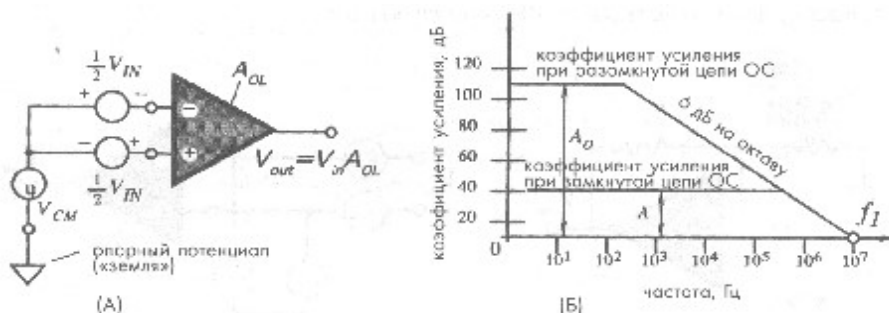 ½ V_IN
+
−
A_OL
−
−
+
+
½ V_IN
V_out = V_in A_OL
V_CM
опорный потенциал
(«земля»)
(А)
коэффициент усиления, дБ
120
100
80
60
40
20
0
коэффициент усиления
при разомкнутой цепи ОС
6 дБ на октаву
A_0
коэффициент усиления
при замкнутой цепи ОС
A
f_1
10¹
10²
10³
10⁴
10⁵
10⁶
10⁷
частота, Гц
(Б)